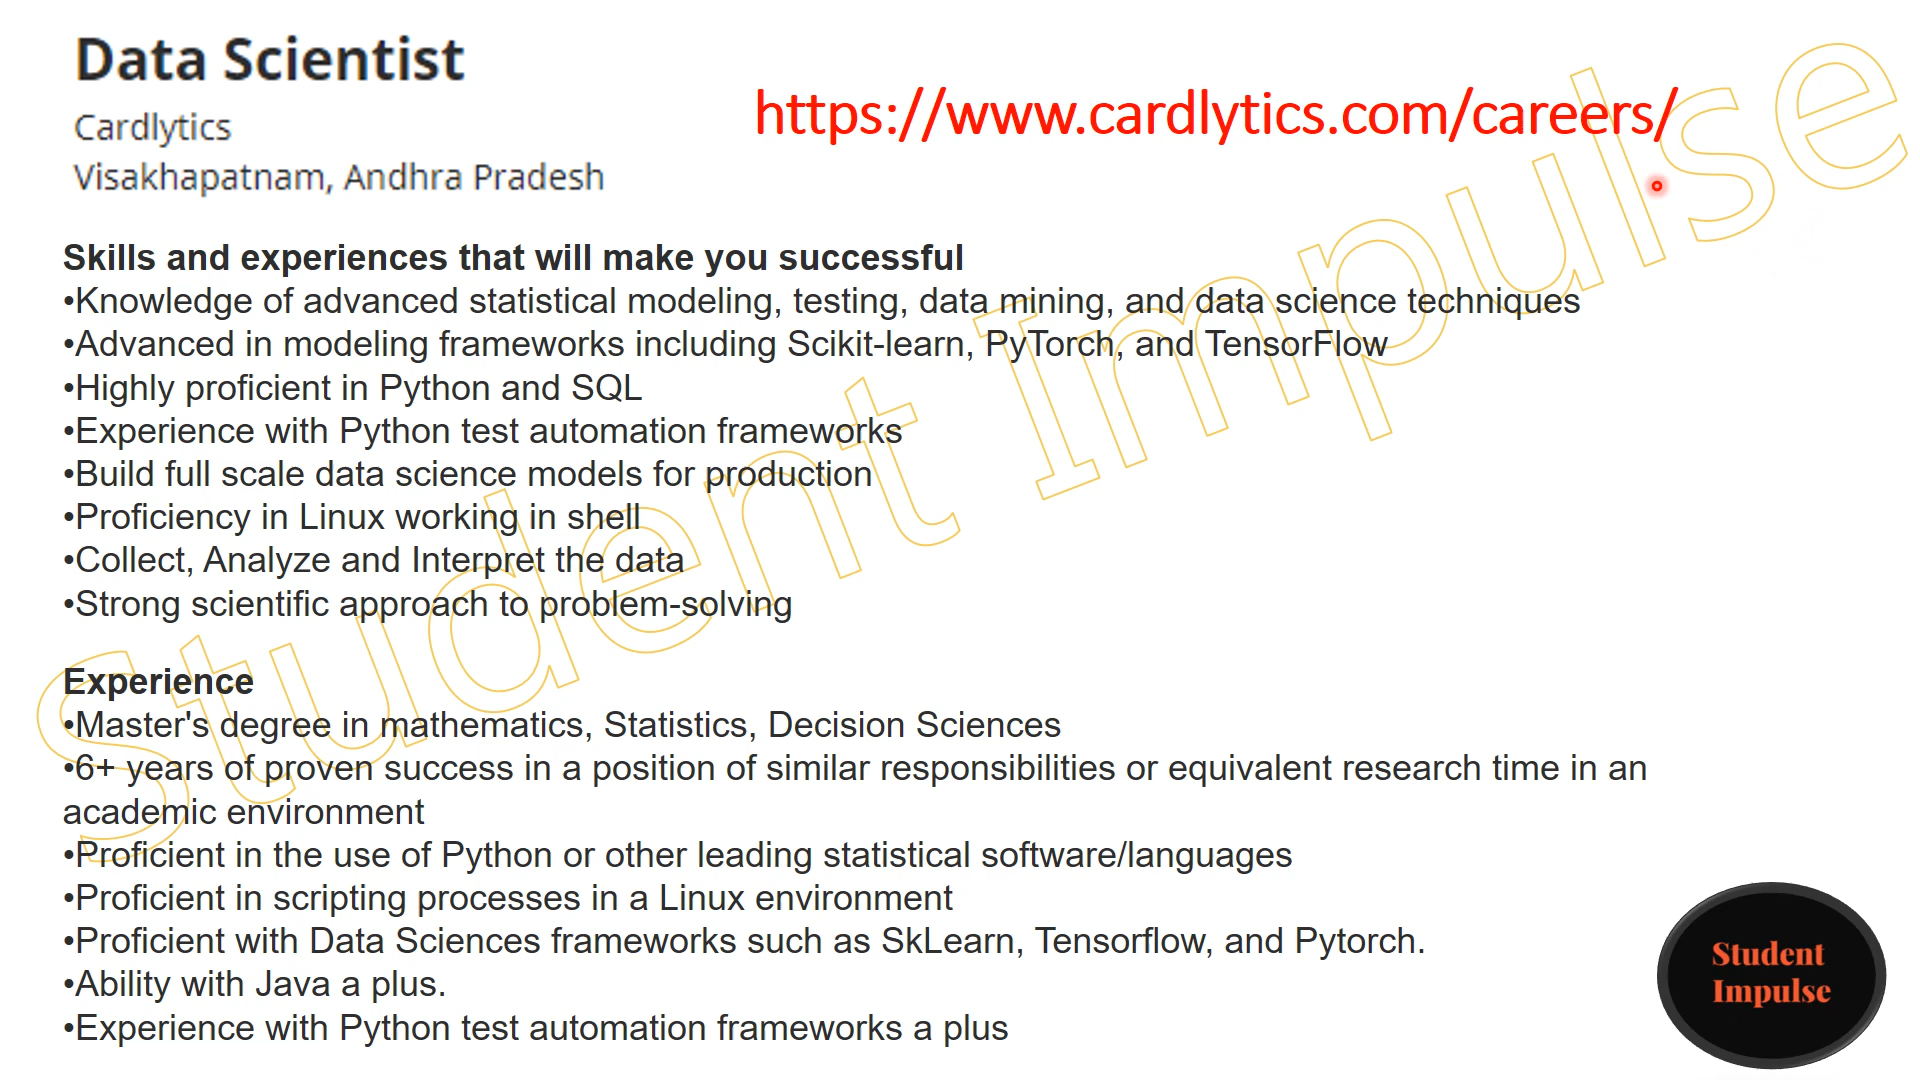 Data Scientist
https://www.cardlytics.com/careers/
Cardlytics
Visakhapatnam, Andhra Pradesh
Skills and experiences that will make you successful
•Knowledge of advanced statistical modeling, testing, data mining, and data science techniques
•Advanced in modeling frameworks including Scikit-learn, PyTorch, and TensorFlow
•Highly proficient in Python and SQL
•Experience with Python test automation frameworks
•Build full scale data science models for production
•Proficiency in Linux working in shell
•Collect, Analyze and Interpret the data
•Strong scientific approach to problem-solving
Experience
•Master's degree in mathematics, Statistics, Decision Sciences
•6+ years of proven success in a position of similar responsibilities or equivalent research time in an
academic environment
•Proficient in the use of Python or other leading statistical software/languages
•Proficient in scripting processes in a Linux environment
•Proficient with Data Sciences frameworks such as SkLearn, Tensorflow, and Pytorch.
•Ability with Java a plus.
•Experience with Python test automation frameworks a plus
Student Impulse
Student
Impulse